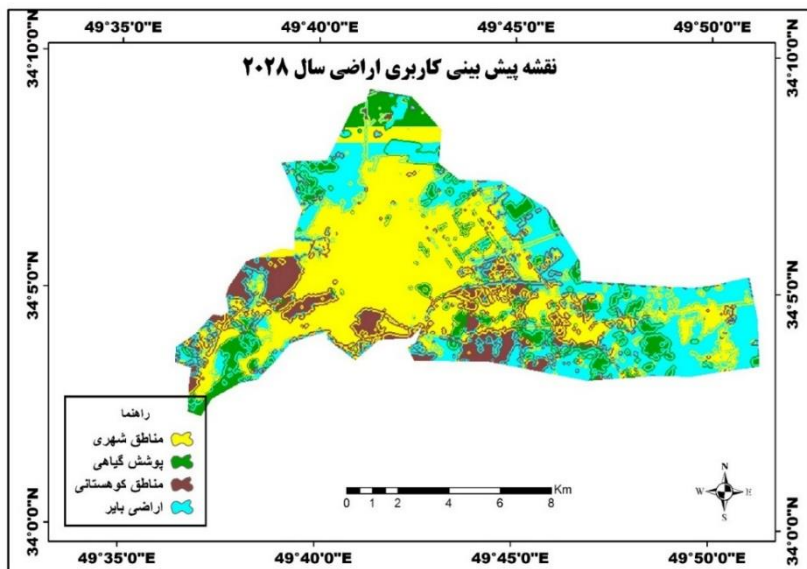 49°35'0"E 49°40'0"E 49°45'0"E 49°50'0"E
34°10'0"N 34°10'0"N
نقشه پیش بینی کاربری اراضی سال ۲۰۲۸
34°5'0"N 34°5'0"N
راهنما
مناطق شهری
پوشش گیاهی
مناطق کوهستانی
اراضی بایر
0 0.5 1 2 4 6 8 Km
N
W E
S
34°0'0"N 34°0'0"N
49°35'0"E 49°40'0"E 49°45'0"E 49°50'0"E